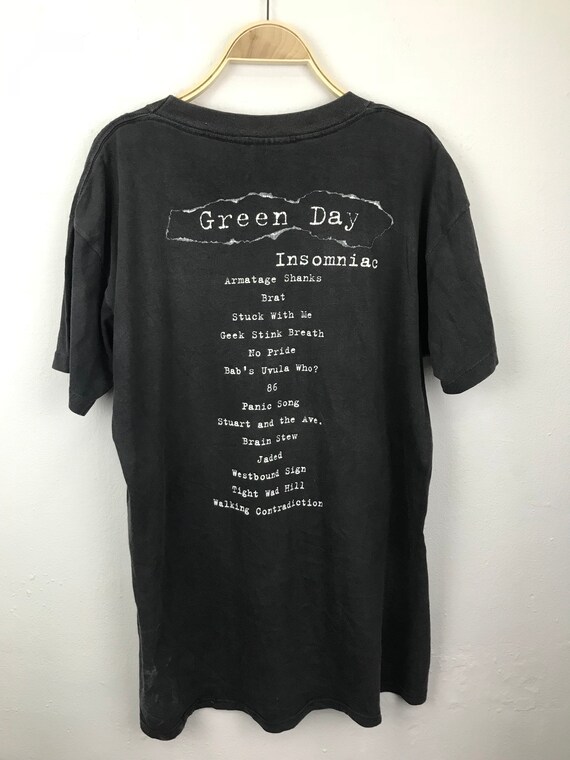 Green Day
Insomniac
Armatage Shanks
Brat
Stuck With Me
Geek Stink Breath
No Pride
Bab's Uvula Who?
86
Panic Song
Stuart and the Ave.
Brain Stew
Jaded
Westbound Sign
Tight Wad Hill
Walking Contradiction